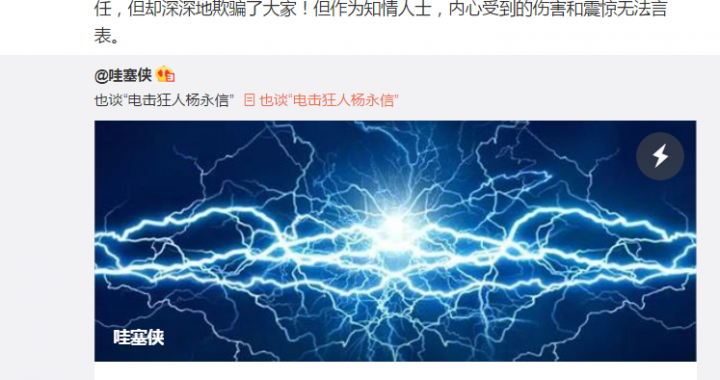 任，但却深深地欺骗了大家！但作为知情人士，内心受到的伤害和震惊无法言
表。
@哇塞侠
也谈“电击狂人杨永信” 也谈“电击狂人杨永信”
哇塞侠